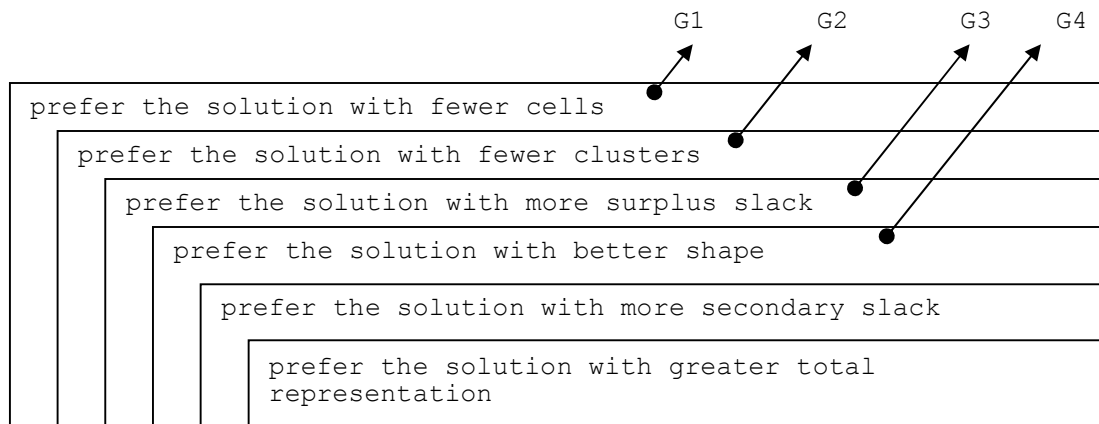 G1 G2 G3 G4
prefer the solution with fewer cells
prefer the solution with fewer clusters
prefer the solution with more surplus slack
prefer the solution with better shape
prefer the solution with more secondary slack
prefer the solution with greater total
representation